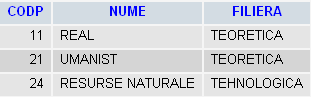 CODP NUME FILIERA
11 REAL TEORETICA
21 UMANIST TEORETICA
24 RESURSE NATURALE TEHNOLOGICA